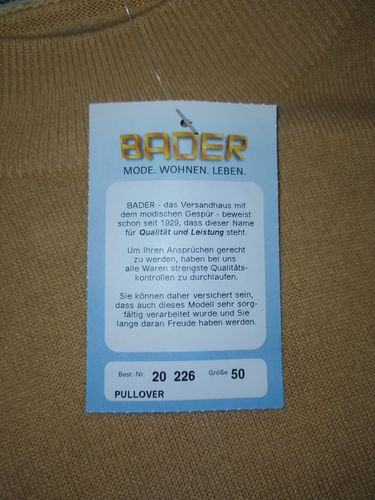 BADER
MODE. WOHNEN. LEBEN.
BADER - das Versandhaus mit
dem modischen Gespür - beweist
schon seit 1929, dass dieser Name
für Qualität und Leistung steht.
Um Ihren Ansprüchen gerecht
zu werden, haben bei uns
alle Waren strengste Qualitäts-
kontrollen zu durchlaufen.
Sie können daher versichert sein,
dass auch dieses Modell sehr sorg-
fältig verarbeitet wurde und Sie
lange daran Freude haben werden.
Best.-Nr. 20 226 Größe 50
PULLOVER